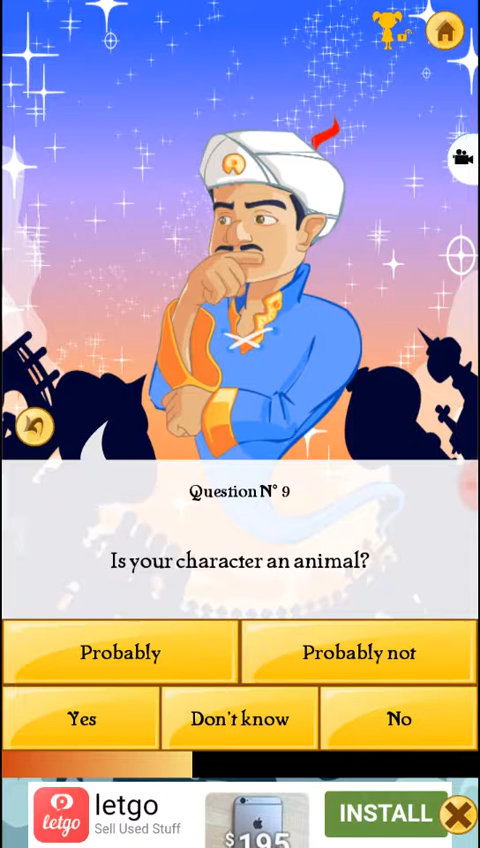 Question N° 9
Is your character an animal?
Probably
Probably not
Yes
Don't know
No
letgo
letgo
Sell Used Stuff
$195
INSTALL